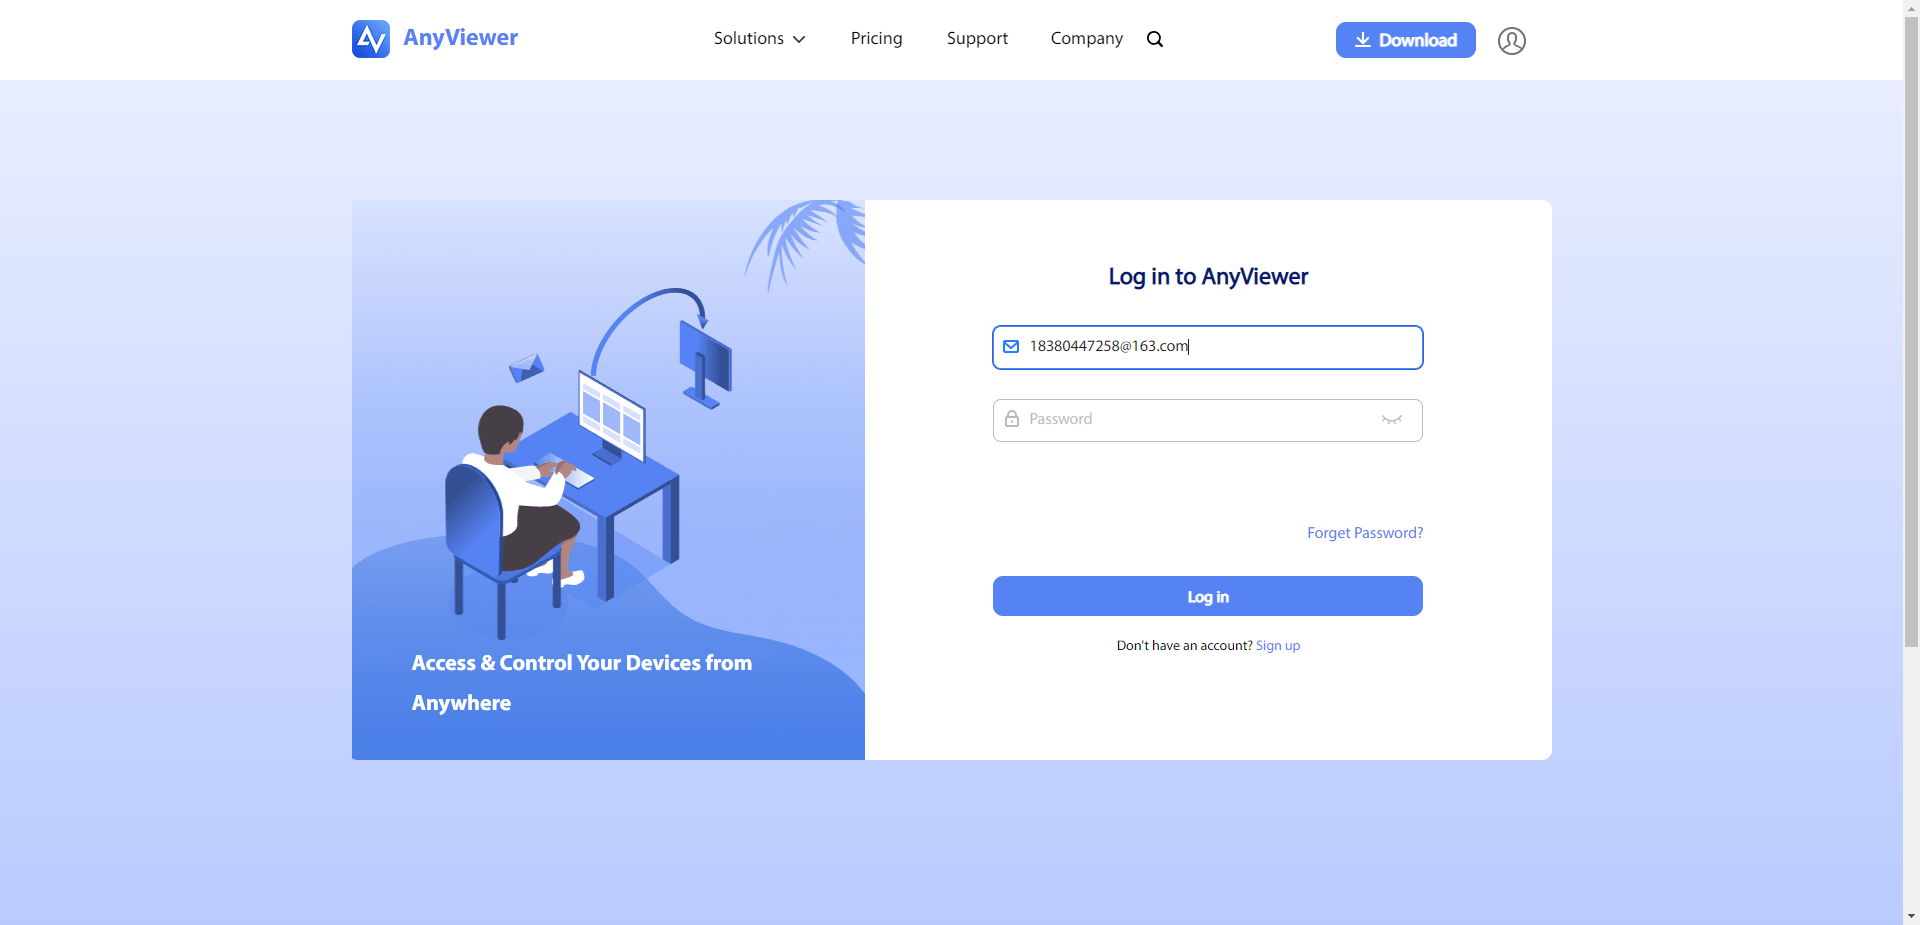 AnyViewer
Solutions
Pricing
Support
Company
Download
Log in to AnyViewer
18380447258@163.com
Password
Forget Password?
Log in
Don't have an account? Sign up
Access & Control Your Devices from
Anywhere